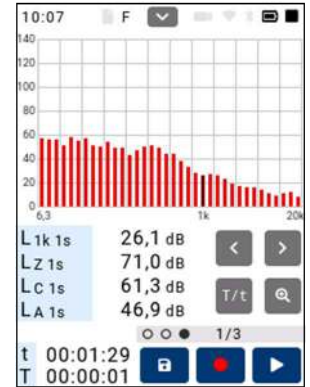 10:07 F
140
120
100
80
60
40
20
0
6,3 1k 20k
L1k 1s 26,1 dB
LZ 1s 71,0 dB
LC 1s 61,3 dB
LA 1s 46,9 dB
T/t
1/3
t 00:01:29
T 00:00:01